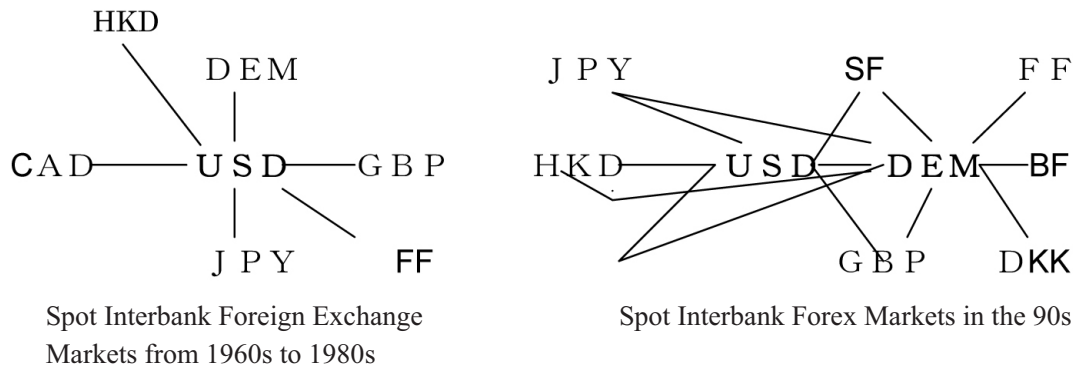 HKD
DEM
CAD USD GBP
JPY FF
Spot Interbank Foreign Exchange
Markets from 1960s to 1980s
JPY SF FF
HKD USD DEM BF
GBP DKK
Spot Interbank Forex Markets in the 90s